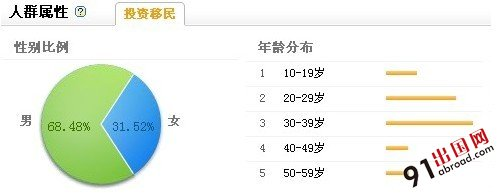 人群属性 ? 投资移民
性别比例
男 68.48% 31.52% 女
年龄分布
1 10-19岁
2 20-29岁
3 30-39岁
4 40-49岁
5 50-59岁
91出国网
abroad.com